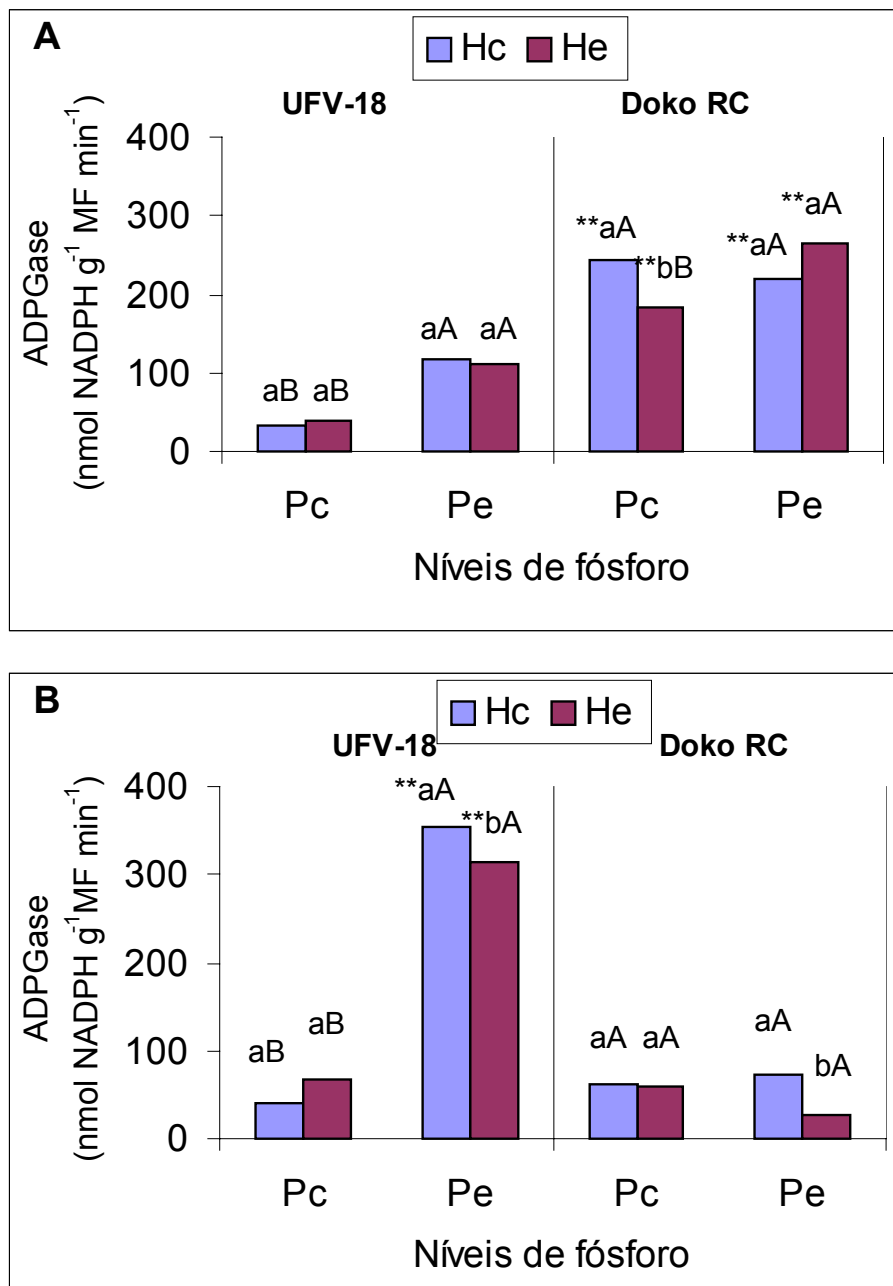 A
Hc He
UFV-18 Doko RC
ADPGase
(nmol NADPH g⁻¹ MF min⁻¹)
400
300
200
100
0
aB aB aA aA **aA **bB **aA **aA
Pc Pe Pc Pe
Níveis de fósforo
B
Hc He
UFV-18 Doko RC
ADPGase
(nmol NADPH g⁻¹MF min⁻¹)
400
300
200
100
0
aB aB **aA **bA aA aA aA bA
Pc Pe Pc Pe
Níveis de fósforo